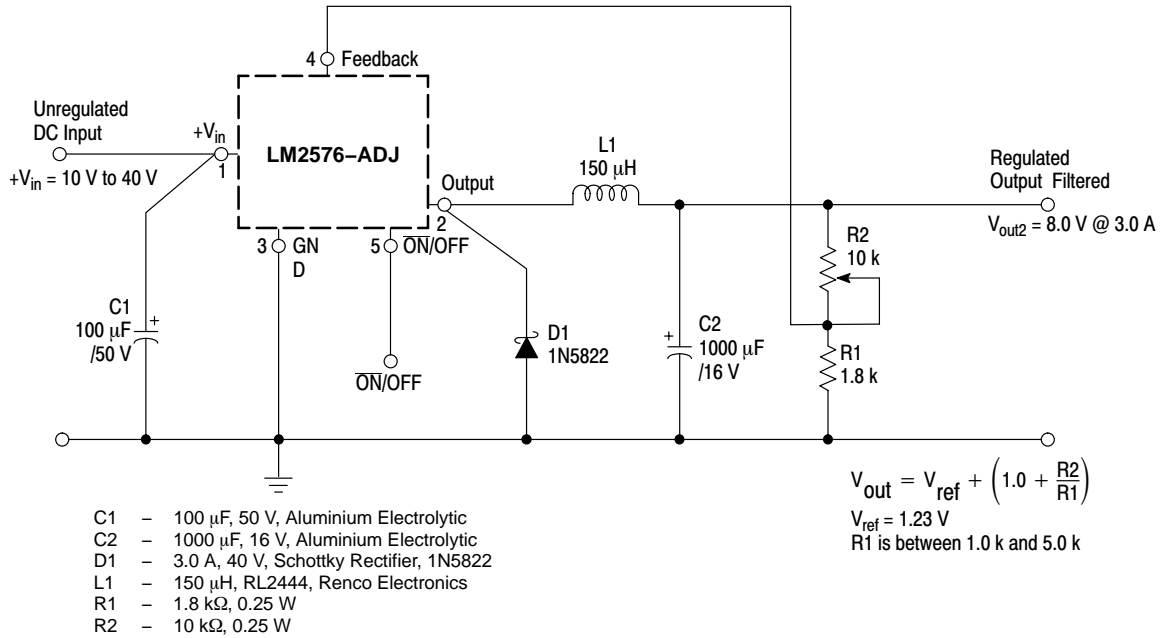 4 Feedback
Unregulated
DC Input
+Vin
1
+Vin = 10 V to 40 V
LM2576–ADJ
L1
150 μH
Output
2
Regulated
Output Filtered
Vout2 = 8.0 V @ 3.0 A
3 GN
D
5 ON/OFF
R2
10 k
C1
100 μF
/50 V
+
ON/OFF
D1
1N5822
+
C2
1000 μF
/16 V
R1
1.8 k
Vout = Vref + (1.0 + R2/R1)
Vref = 1.23 V
R1 is between 1.0 k and 5.0 k
C1 – 100 μF, 50 V, Aluminium Electrolytic
C2 – 1000 μF, 16 V, Aluminium Electrolytic
D1 – 3.0 A, 40 V, Schottky Rectifier, 1N5822
L1 – 150 μH, RL2444, Renco Electronics
R1 – 1.8 kΩ, 0.25 W
R2 – 10 kΩ, 0.25 W